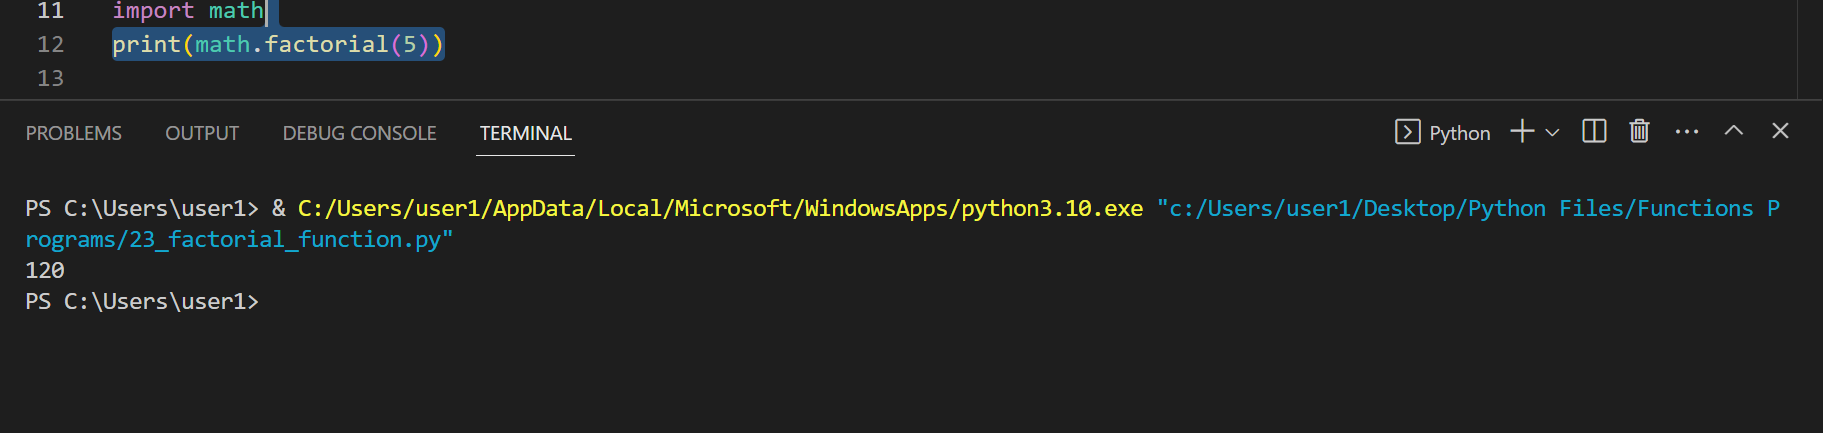 11 import math
12 print(math.factorial(5))
13
PROBLEMS OUTPUT DEBUG CONSOLE TERMINAL Python
PS C:\Users\user1> & C:/Users/user1/AppData/Local/Microsoft/WindowsApps/python3.10.exe "c:/Users/user1/Desktop/Python Files/Functions P
rograms/23_factorial_function.py"
120
PS C:\Users\user1>